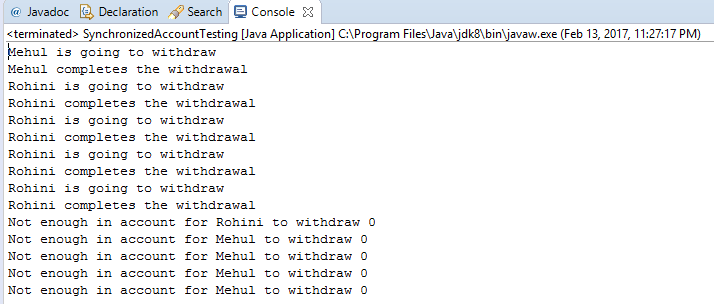 @ Javadoc Declaration Search Console
<terminated> SynchronizedAccountTesting [Java Application] C:\Program Files\Java\jdk8\bin\javaw.exe (Feb 13, 2017, 11:27:17 PM)
Mehul is going to withdraw
Mehul completes the withdrawal
Rohini is going to withdraw
Rohini completes the withdrawal
Rohini is going to withdraw
Rohini completes the withdrawal
Rohini is going to withdraw
Rohini completes the withdrawal
Rohini is going to withdraw
Rohini completes the withdrawal
Not enough in account for Rohini to withdraw 0
Not enough in account for Mehul to withdraw 0
Not enough in account for Mehul to withdraw 0
Not enough in account for Mehul to withdraw 0
Not enough in account for Mehul to withdraw 0